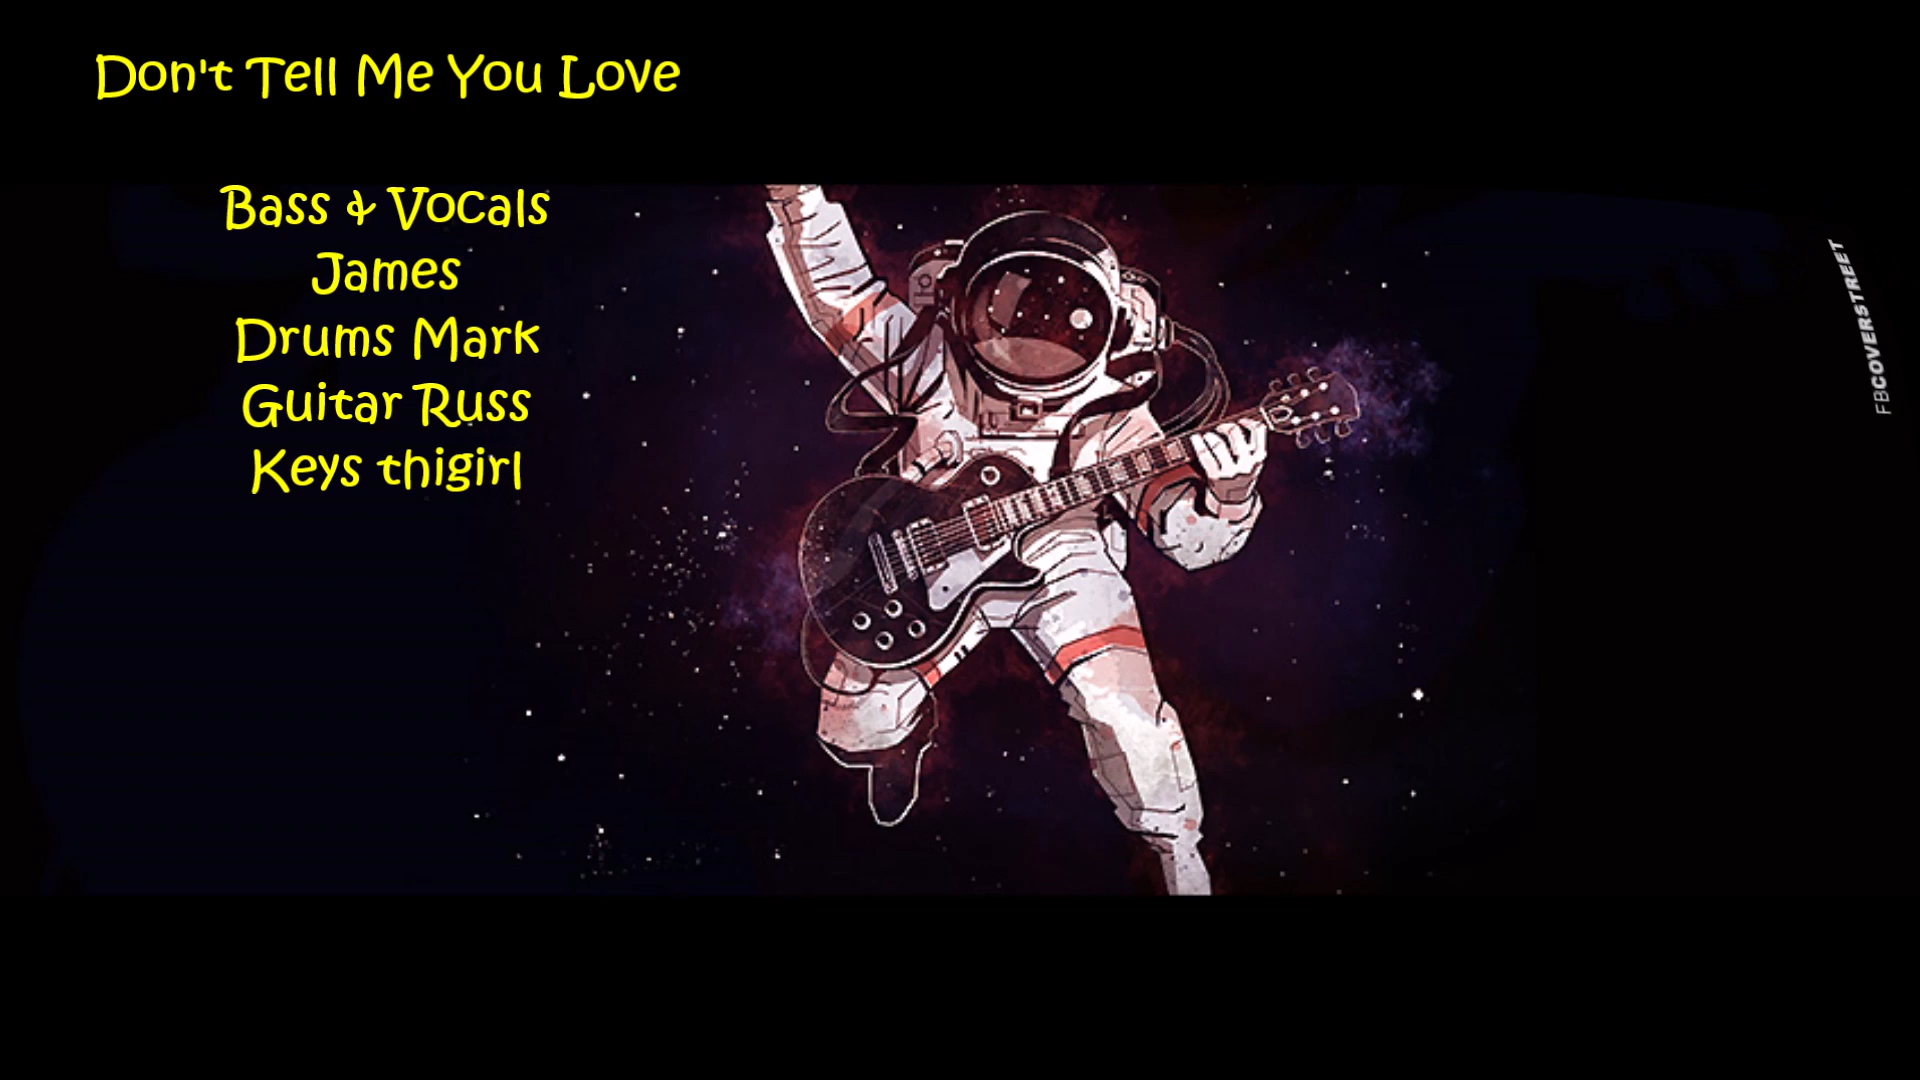 Don't Tell Me You Love
Bass & Vocals
James
Drums Mark
Guitar Russ
Keys thigirl
FBCOVERSTREET